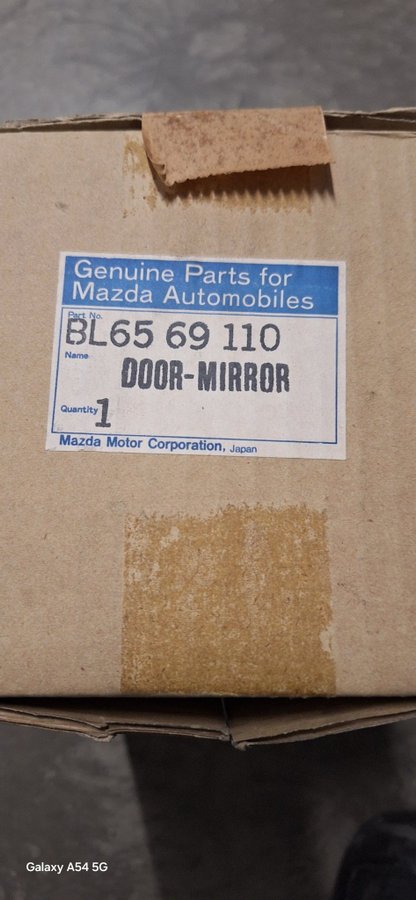 Genuine Parts for
Mazda Automobiles
Part No.
BL65 69 110
Name
DOOR-MIRROR
Quantity 1
Mazda Motor Corporation, Japan
Galaxy A54 5G